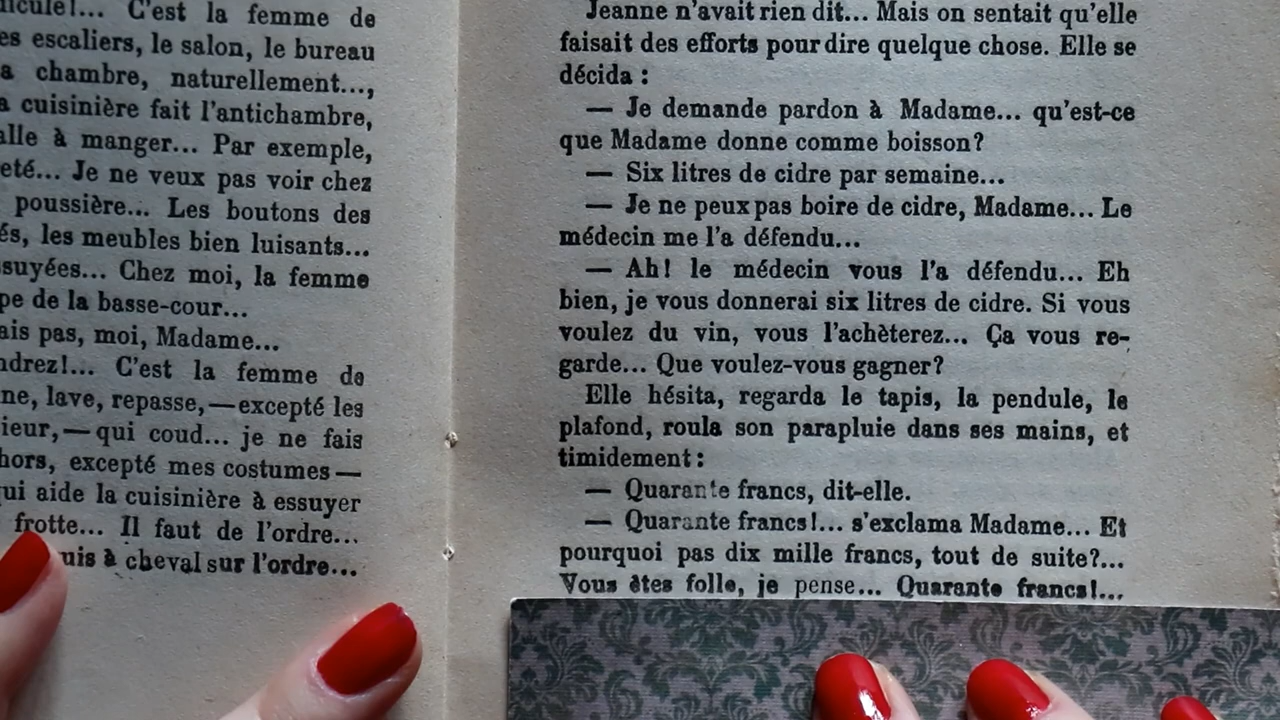 C'est la femme de
es escaliers, le salon, le bureau
a chambre, naturellement...,
a cuisinière fait l'antichambre,
alle à manger... Par exemple,
eté... Je ne veux pas voir chez
poussière... Les boutons des
és, les meubles bien luisants...
suyées... Chez moi, la femme
pe de la basse-cour...
ais pas, moi, Madame...
ndrez!... C'est la femme de
ne, lave, repasse, — excepté les
ieur, — qui coud... je ne fais
hors, excepté mes costumes —
ui aide la cuisinière à essuyer
frotte... Il faut de l'ordre...
uis à cheval sur l'ordre...
Jeanne n'avait rien dit... Mais on sentait qu'elle
faisait des efforts pour dire quelque chose. Elle se
décida :
— Je demande pardon à Madame... qu'est-ce
que Madame donne comme boisson?
— Six litres de cidre par semaine...
— Je ne peux pas boire de cidre, Madame... Le
médecin me l'a défendu...
— Ah! le médecin vous l'a défendu... Eh
bien, je vous donnerai six litres de cidre. Si vous
voulez du vin, vous l'achèterez... Ça vous re-
garde... Que voulez-vous gagner?
Elle hésita, regarda le tapis, la pendule, le
plafond, roula son parapluie dans ses mains, et
timidement :
— Quarante francs, dit-elle.
— Quarante francs!... s'exclama Madame... Et
pourquoi pas dix mille francs, tout de suite?...
Vous êtes folle, je pense... Quarante francs!...